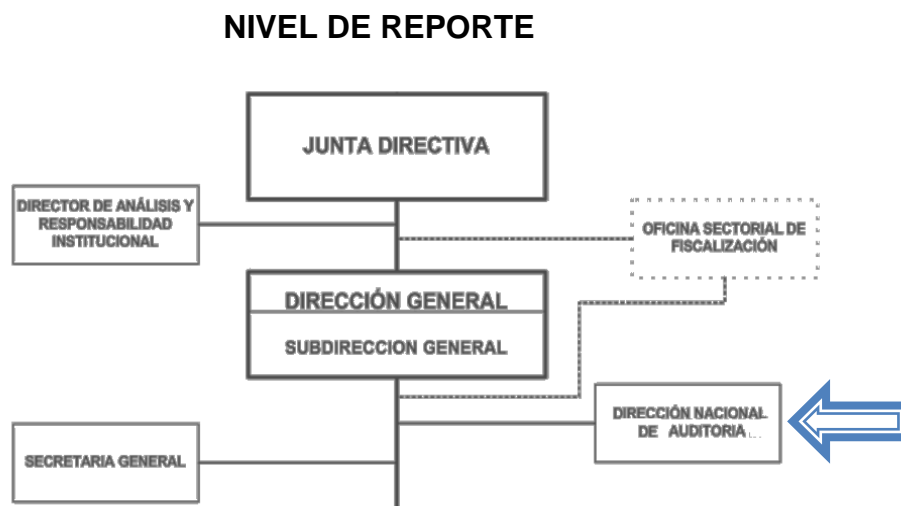 NIVEL DE REPORTE
JUNTA DIRECTIVA
DIRECTOR DE ANÁLISIS Y
RESPONSABILIDAD
INSTITUCIONAL
OFICINA SECTORIAL DE
FISCALIZACIÓN
DIRECCIÓN GENERAL
SUBDIRECCION GENERAL
DIRECCIÓN NACIONAL
DE AUDITORIA
SECRETARIA GENERAL